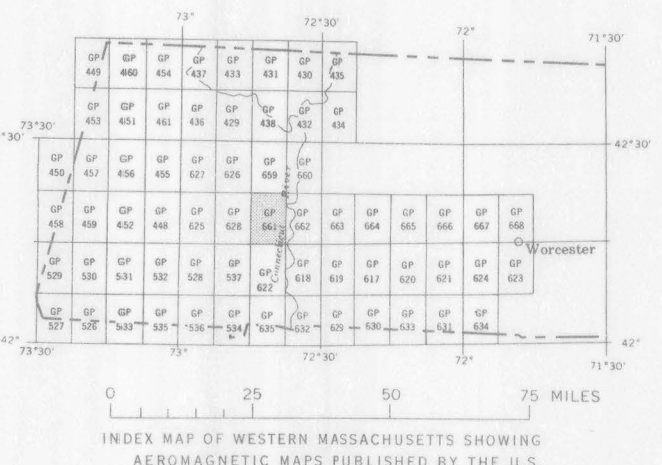 73° 72°30' 72° 71°30'
GP GP GP GP GP GP GP GP
449 460 454 437 433 431 430 435
GP GP GP GP GP GP GP GP
453 451 461 436 429 438 432 434
73°30'
30' 42°30'
GP GP GP GP GP GP GP GP
450 457 456 455 627 626 659 660
River
GP GP GP GP GP GP GP GP GP GP GP GP GP
458 459 452 448 625 628 661 662 663 664 665 666 668
Worcester
Connecticut
GP GP GP GP GP GP GP GP GP GP GP GP GP
529 530 531 532 528 537 622 618 619 617 620 621 624 623
GP GP GP GP GP GP GP GP GP GP GP GP GP
527 526 533 535 536 534 635 632 629 630 633 631 634
42° 42°
73°30' 73° 72°30' 72° 71°30'
0 25 50 75 MILES
INDEX MAP OF WESTERN MASSACHUSETTS SHOWING
AEROMAGNETIC MAPS PUBLISHED BY THE U.S.